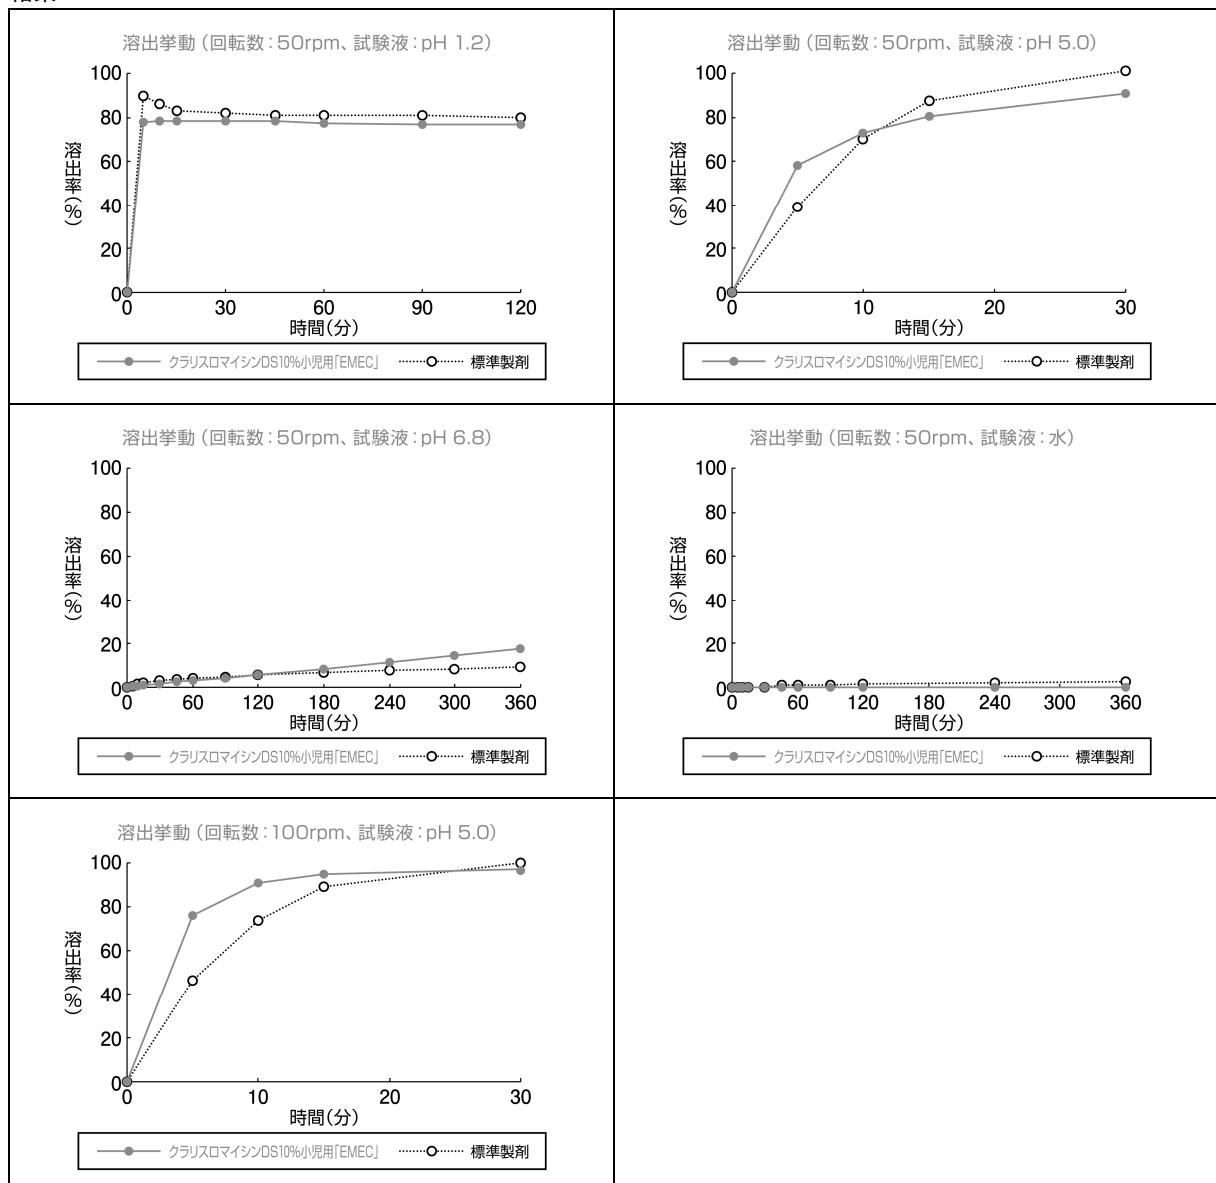 溶出挙動（回転数：50rpm、試験液：pH 1.2）
100
80
60
40
20
0
溶出率(%)
0 30 60 90 120
時間(分)
クラリスロマイシンDS10%小児用「EMEC」 標準製剤
溶出挙動（回転数：50rpm、試験液：pH 5.0）
100
80
60
40
20
0
溶出率(%)
0 10 20 30
時間(分)
クラリスロマイシンDS10%小児用「EMEC」 標準製剤
溶出挙動（回転数：50rpm、試験液：pH 6.8）
100
80
60
40
20
0
溶出率(%)
0 60 120 180 240 300 360
時間(分)
クラリスロマイシンDS10%小児用「EMEC」 標準製剤
溶出挙動（回転数：50rpm、試験液：水）
100
80
60
40
20
0
溶出率(%)
0 60 120 180 240 300 360
時間(分)
クラリスロマイシンDS10%小児用「EMEC」 標準製剤
溶出挙動（回転数：100rpm、試験液：pH 5.0）
100
80
60
40
20
0
溶出率(%)
0 10 20 30
時間(分)
クラリスロマイシンDS10%小児用「EMEC」 標準製剤